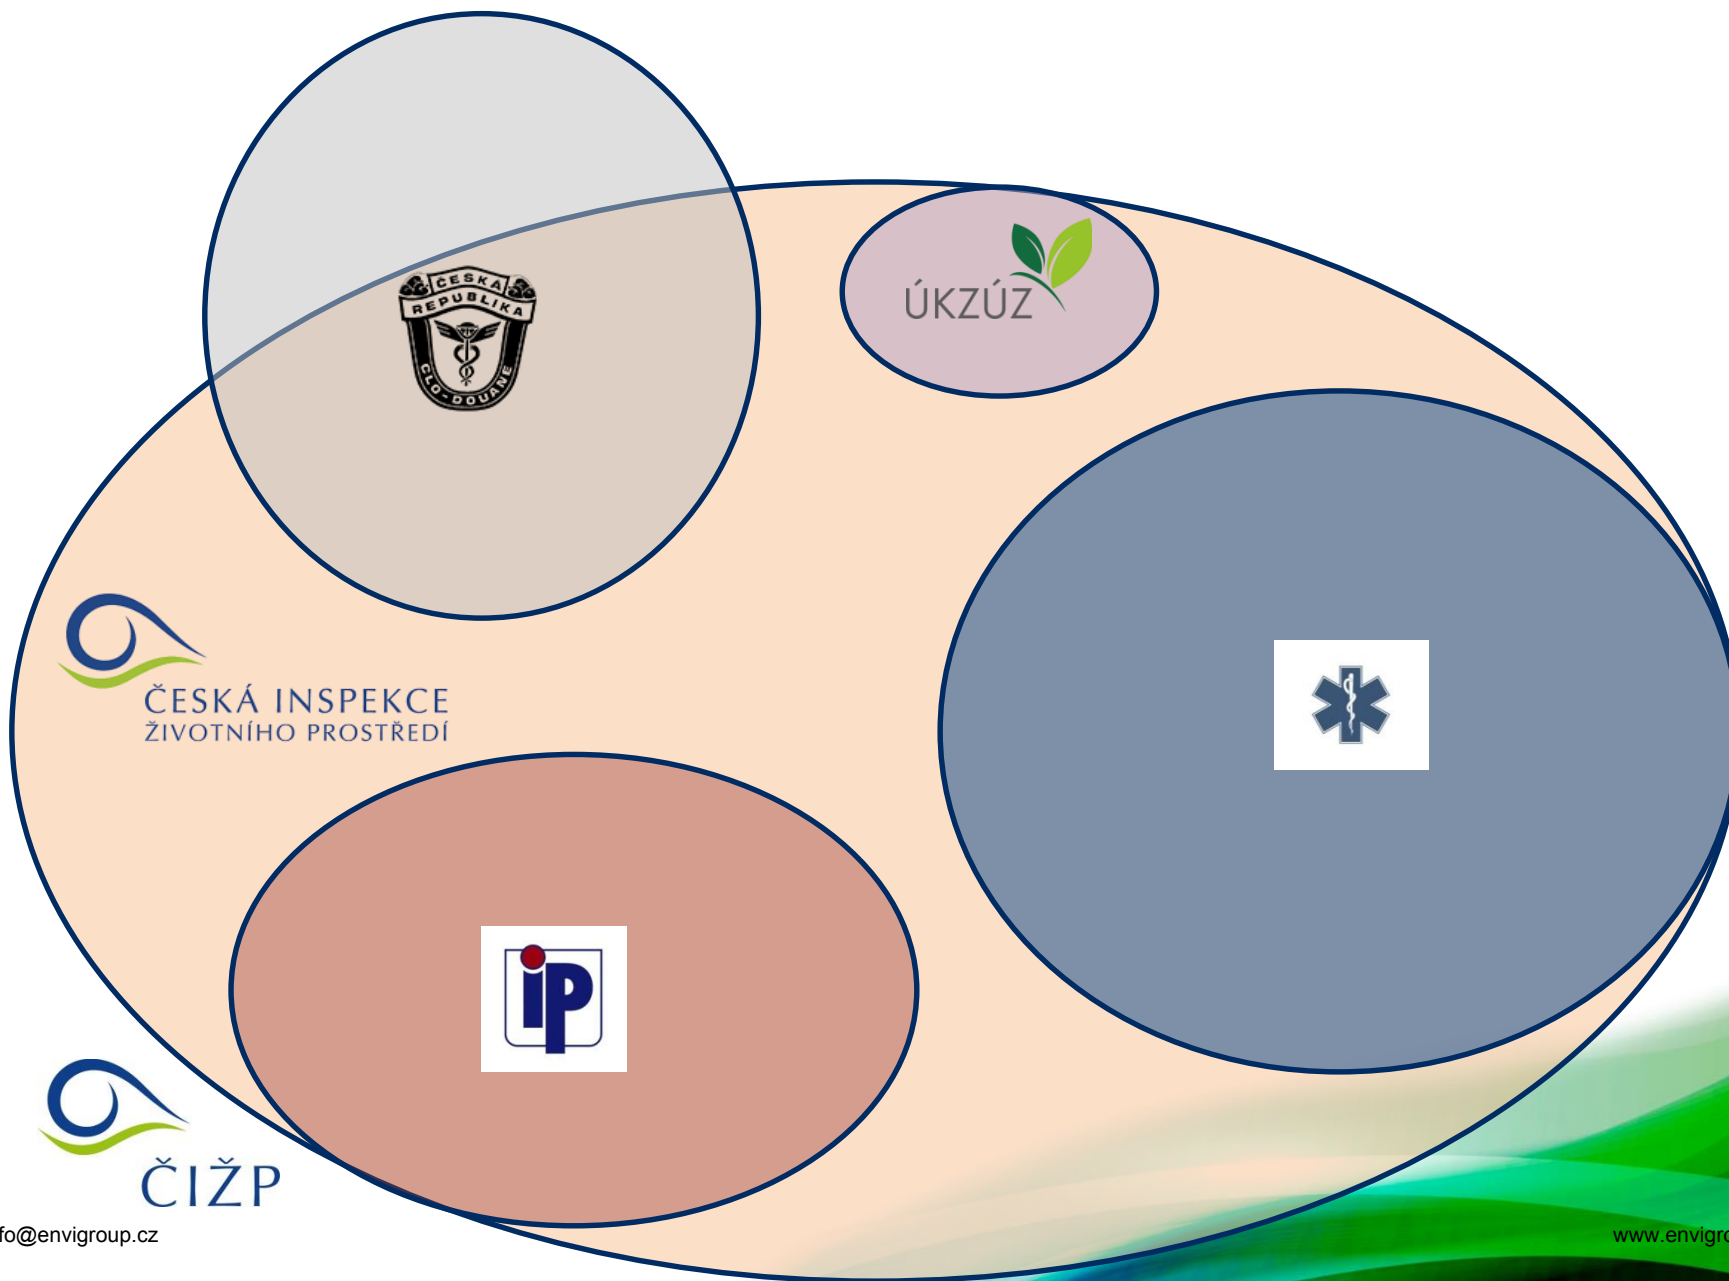 ČESKÁ
REPUBLIKA
CLO-DOUANE
ÚKZÚZ
ČESKÁ INSPEKCE
ŽIVOTNÍHO PROSTŘEDÍ
iP
ČIŽP
fo@envigroup.cz
www.envigro